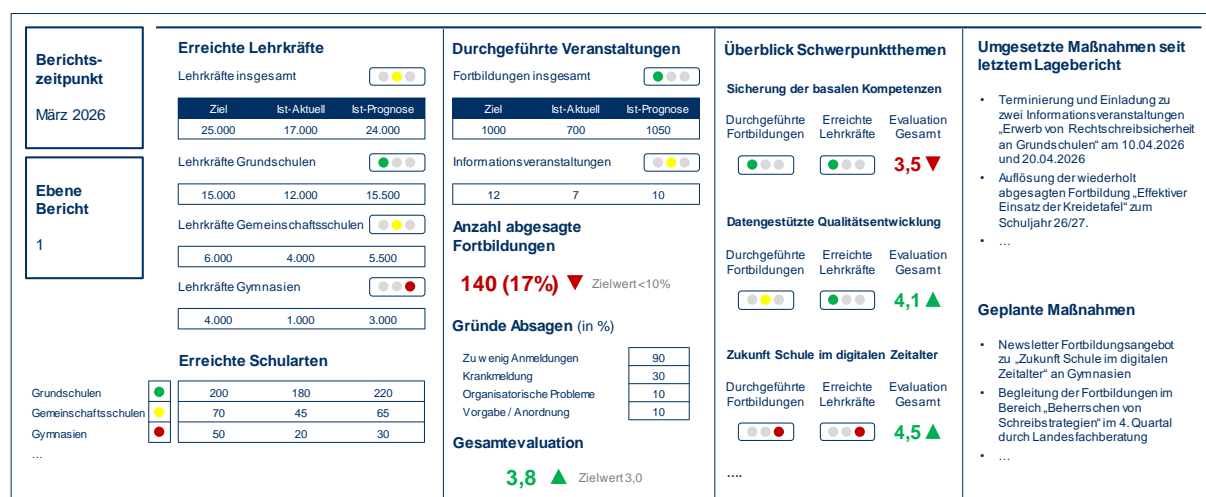 Berichts-
zeitpunkt
März 2026
Ebene
Bericht
1
Erreichte Lehrkräfte
Lehrkräfte insgesamt
Ziel Ist-Aktuell Ist-Prognose
25.000 17.000 24.000
Lehrkräfte Grundschulen
15.000 12.000 15.500
Lehrkräfte Gemeinschaftsschulen
6.000 4.000 5.500
Lehrkräfte Gymnasien
4.000 1.000 3.000
Erreichte Schularten
Grundschulen 200 180 220
Gemeinschaftsschulen 70 45 65
Gymnasien 50 20 30
…
Durchgeführte Veranstaltungen
Fortbildungen insgesamt
Ziel Ist-Aktuell Ist-Prognose
1000 700 1050
Informationsveranstaltungen
12 7 10
Anzahl abgesagte
Fortbildungen
140 (17%) ▼ Zielwert <10%
Gründe Absagen (in %)
Zu wenig Anmeldungen 90
Krankmeldung 30
Organisatorische Probleme 10
Vorgabe / Anordnung 10
Gesamtevaluation
3,8 ▲ Zielwert 3,0
Überblick Schwerpunktthemen
Sicherung der basalen Kompetenzen
Durchgeführte Erreichte Evaluation
Fortbildungen Lehrkräfte Gesamt
3,5 ▼
Datengestützte Qualitätsentwicklung
Durchgeführte Erreichte Evaluation
Fortbildungen Lehrkräfte Gesamt
4,1 ▲
Zukunft Schule im digitalen Zeitalter
Durchgeführte Erreichte Evaluation
Fortbildungen Lehrkräfte Gesamt
4,5 ▲
….
Umgesetzte Maßnahmen seit
letztem Lagebericht
• Terminierung und Einladung zu
zwei Informationsveranstaltungen
„Erwerb von Rechtschreibsicherheit
an Grundschulen“ am 10.04.2026
und 20.04.2026
• Auflösung der wiederholt
abgesagten Fortbildung „Effektiver
Einsatz der Kreidetafel“ zum
Schuljahr 26/27.
• …
Geplante Maßnahmen
• Newsletter Fortbildungsangebot
zu „Zukunft Schule im digitalen
Zeitalter“ an Gymnasien
• Begleitung der Fortbildungen im
Bereich „Beherrschen von
Schreibstrategien“ im 4. Quartal
durch Landesfachberatung
• …